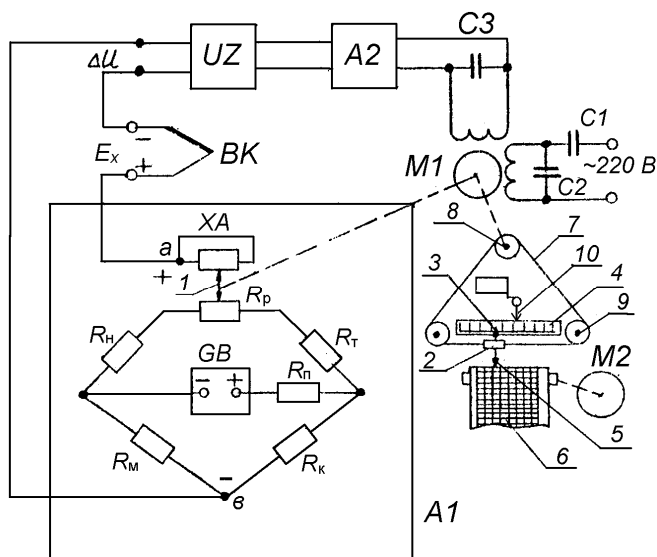 C3
ΔU
UZ
A2
C1
~220 В
C2
M1
Eₓ
−
+
BK
8
7
10
XA
a
+
1
3
4
Rр
Rн
Rт
GB
− +
Rп
2
9
M2
Rм
Rк
−
в
5
6
A1